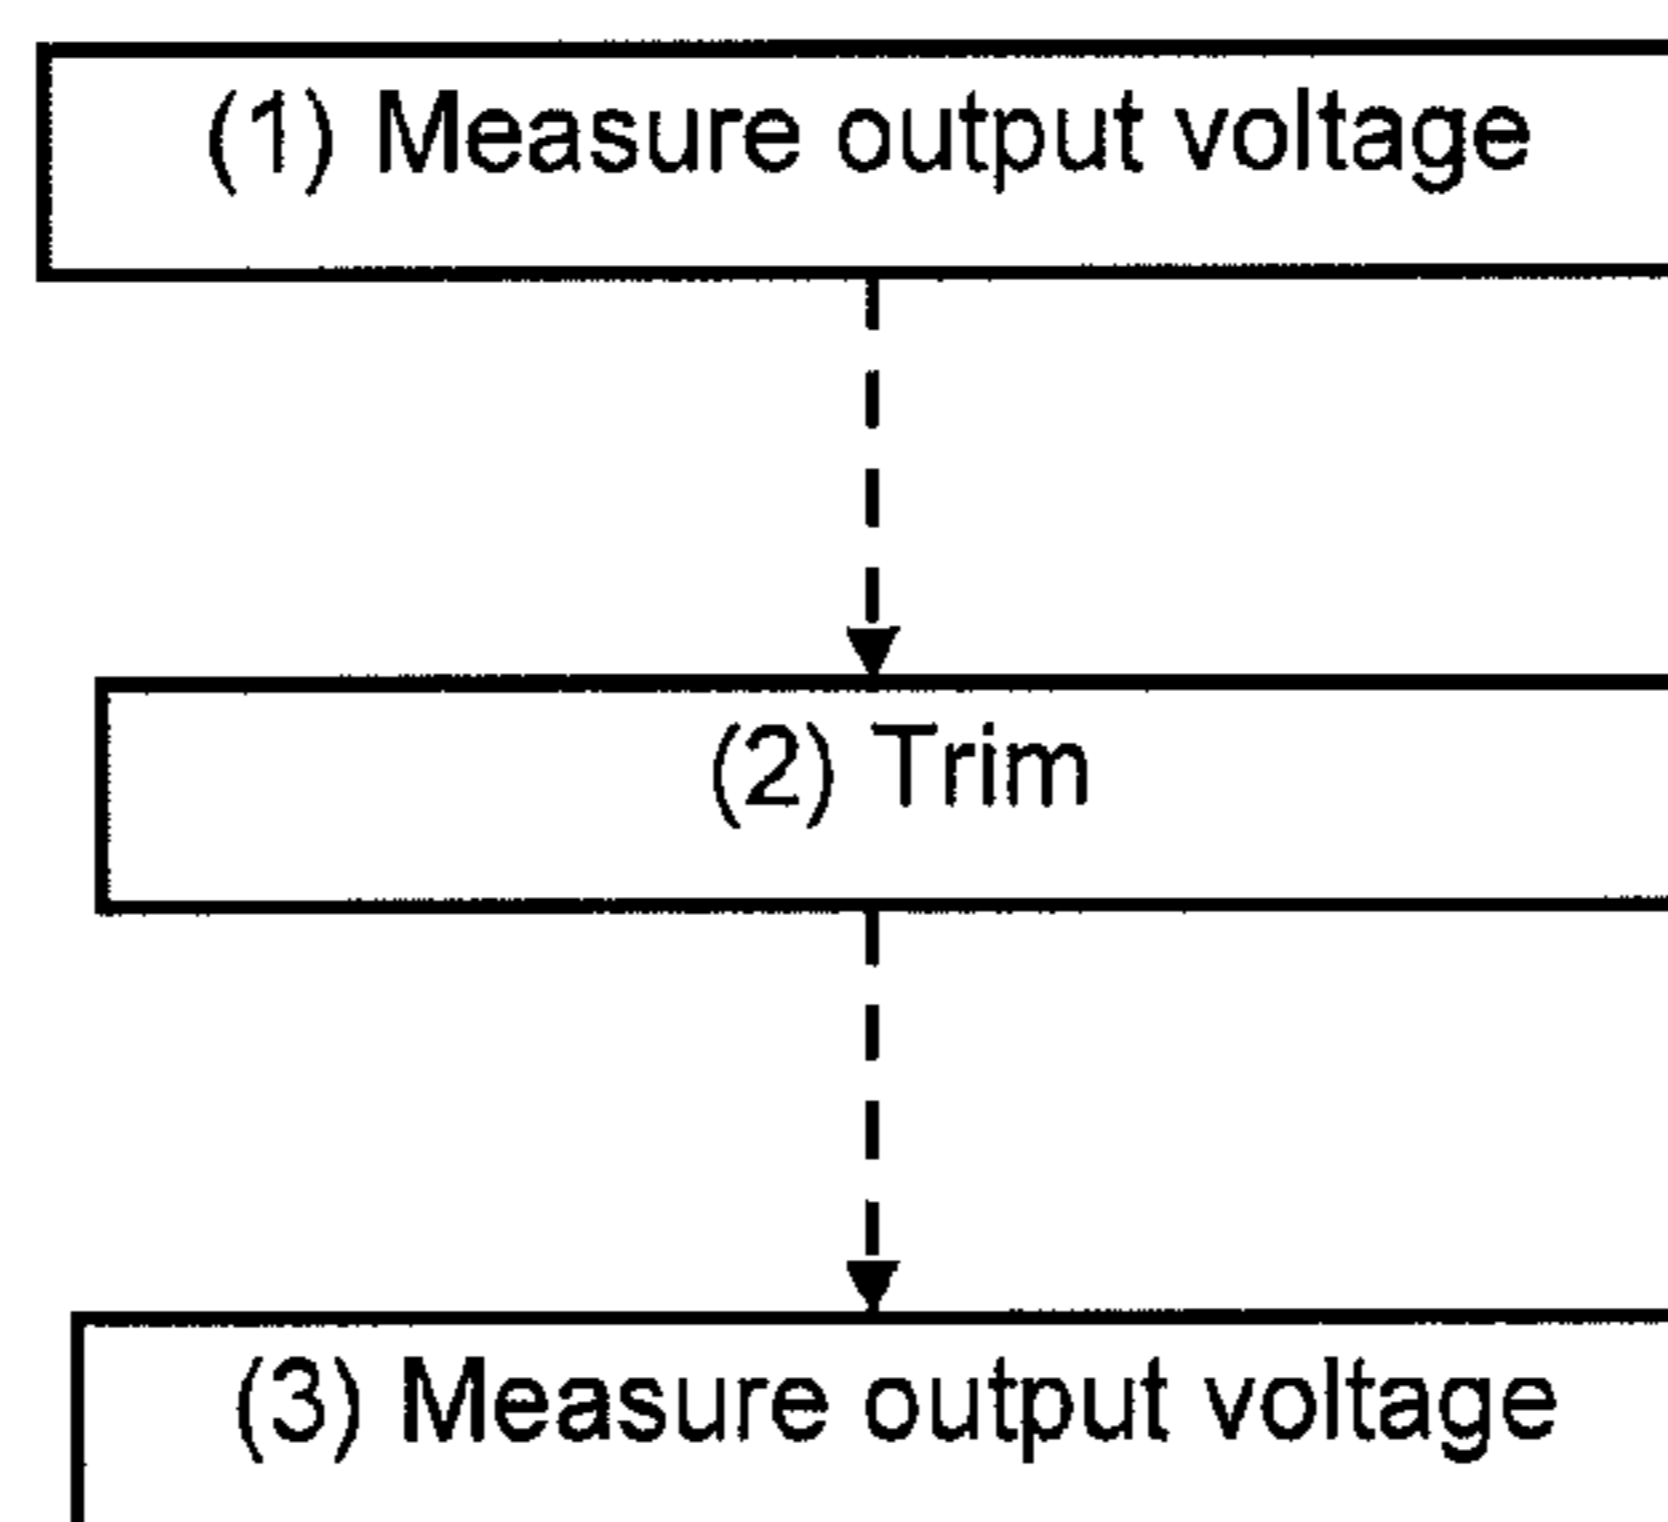 (1) Measure output voltage
(2) Trim
(3) Measure output voltage